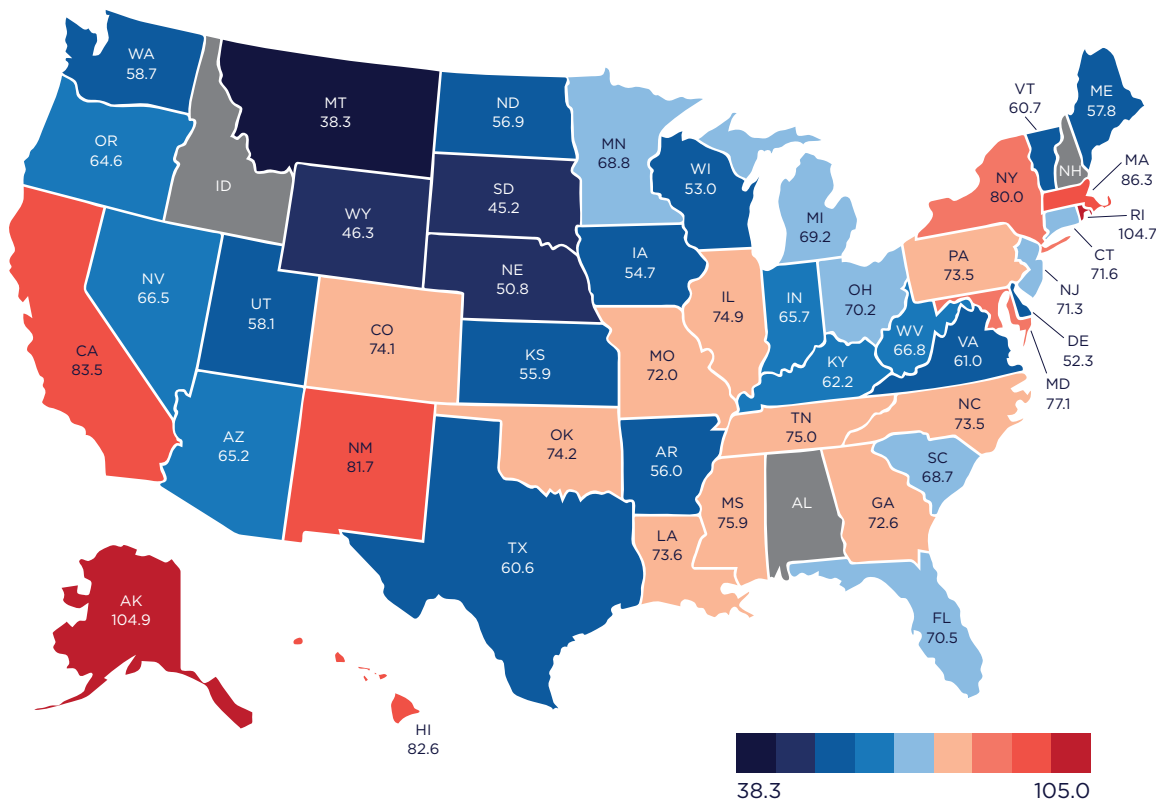 WA
58.7
OR
64.6
CA
83.5
NV
66.5
ID
MT
38.3
WY
46.3
UT
58.1
AZ
65.2
CO
74.1
NM
81.7
ND
56.9
SD
45.2
NE
50.8
KS
55.9
OK
74.2
TX
60.6
MN
68.8
IA
54.7
MO
72.0
AR
56.0
LA
73.6
WI
53.0
IL
74.9
MI
69.2
IN
65.7
OH
70.2
KY
62.2
TN
75.0
MS
75.9
AL
GA
72.6
FL
70.5
SC
68.7
NC
73.5
VA
61.0
WV
66.8
PA
73.5
NY
80.0
VT
60.7
NH
ME
57.8
MA
86.3
RI
104.7
CT
71.6
NJ
71.3
DE
52.3
MD
77.1
AK
104.9
HI
82.6
38.3
105.0